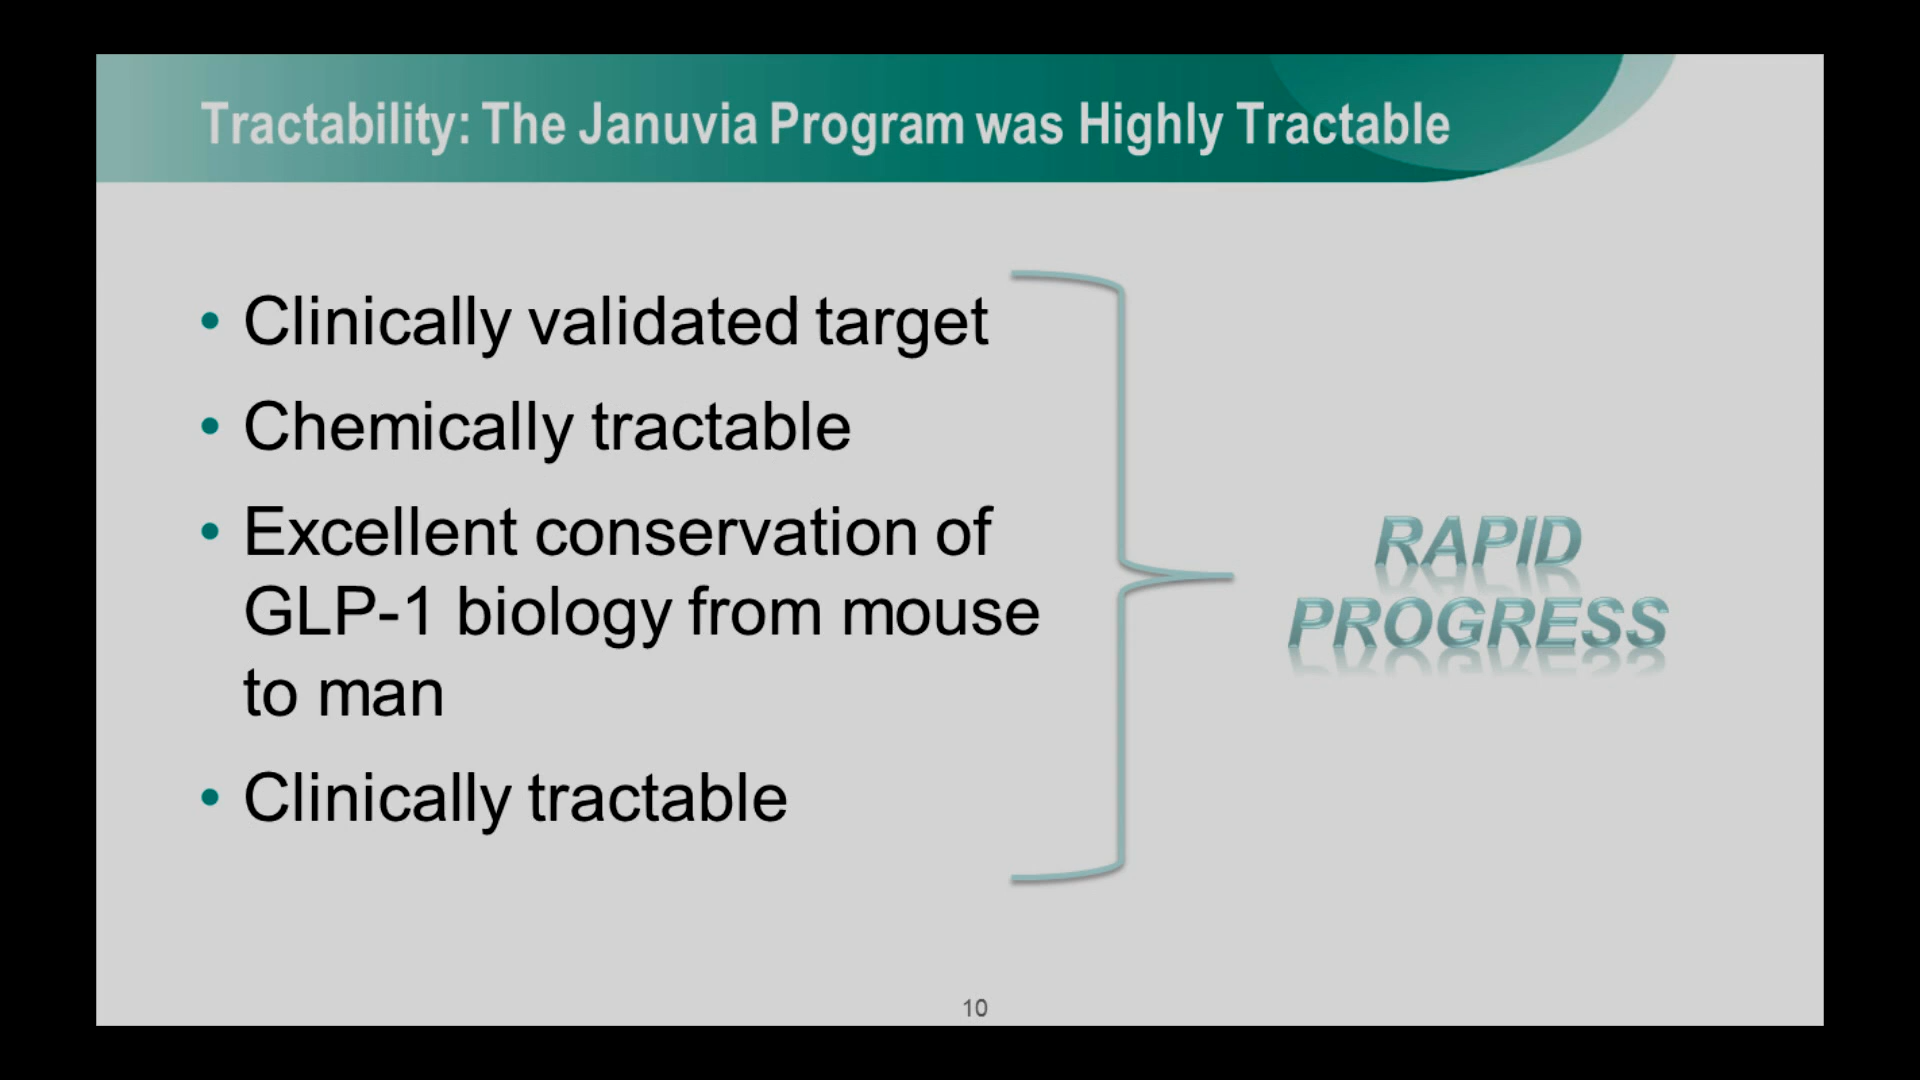 Tractability: The Januvia Program was Highly Tractable
• Clinically validated target
• Chemically tractable
• Excellent conservation of
GLP-1 biology from mouse
to man
• Clinically tractable
RAPID
PROGRESS
10